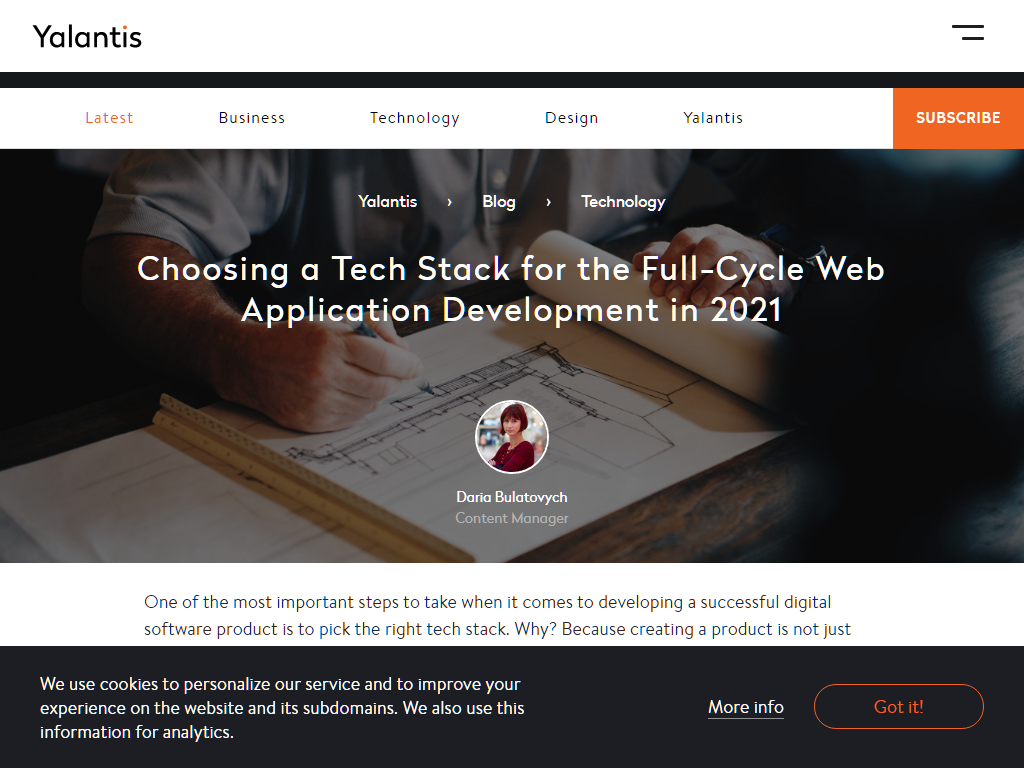 Yalantis
Latest
Business
Technology
Design
Yalantis
SUBSCRIBE
Yalantis › Blog › Technology
Choosing a Tech Stack for the Full-Cycle Web
Application Development in 2021
Daria Bulatovych
Content Manager
One of the most important steps to take when it comes to developing a successful digital
software product is to pick the right tech stack. Why? Because creating a product is not just
We use cookies to personalize our service and to improve your
experience on the website and its subdomains. We also use this
information for analytics.
More info
Got it!